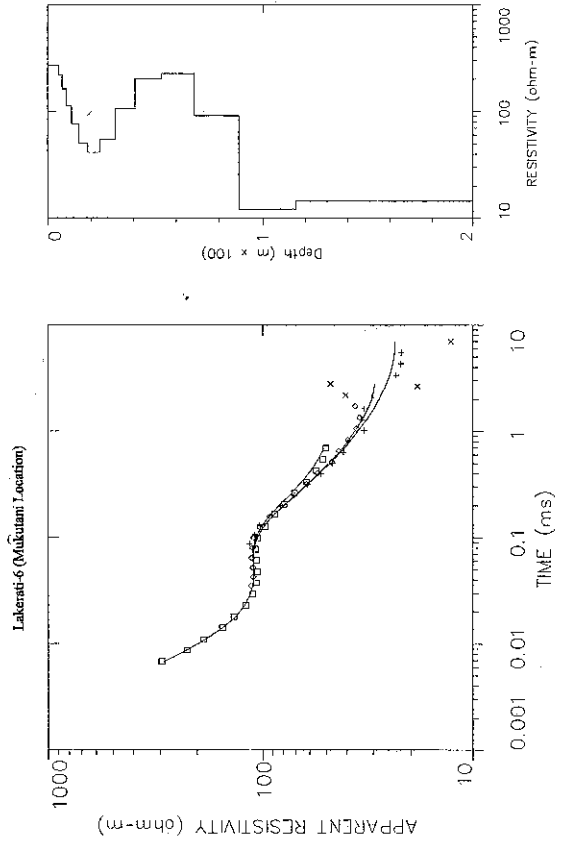 Lakerati-6 (Mukutani Location)
1000
100
10
APPARENT RESISTIVITY (ohm-m)
0.001 0.01 0.1 1 10
TIME (ms)
0
1
2
Depth (m x 100)
10 100 1000
RESISTIVITY (ohm-m)